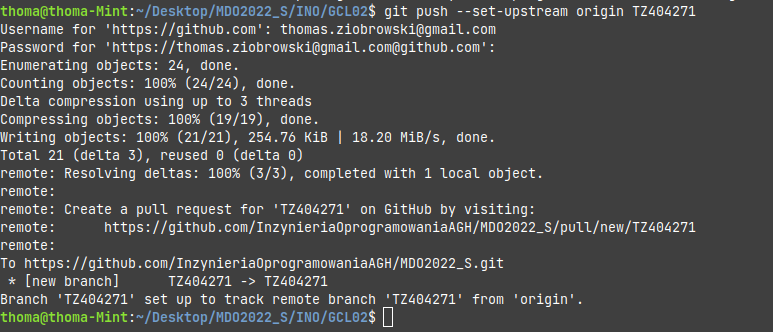 thoma@thoma-Mint:~/Desktop/MDO2022_S/INO/GCL02$ git push --set-upstream origin TZ404271
Username for 'https://github.com': thomas.ziobrowski@gmail.com
Password for 'https://thomas.ziobrowski@gmail.com@github.com':
Enumerating objects: 24, done.
Counting objects: 100% (24/24), done.
Delta compression using up to 3 threads
Compressing objects: 100% (19/19), done.
Writing objects: 100% (21/21), 254.76 KiB | 18.20 MiB/s, done.
Total 21 (delta 3), reused 0 (delta 0)
remote: Resolving deltas: 100% (3/3), completed with 1 local object.
remote:
remote: Create a pull request for 'TZ404271' on GitHub by visiting:
remote:      https://github.com/InzynieriaOprogramowaniaAGH/MDO2022_S/pull/new/TZ404271
remote:
To https://github.com/InzynieriaOprogramowaniaAGH/MDO2022_S.git
 * [new branch]      TZ404271 -> TZ404271
Branch 'TZ404271' set up to track remote branch 'TZ404271' from 'origin'.
thoma@thoma-Mint:~/Desktop/MDO2022_S/INO/GCL02$